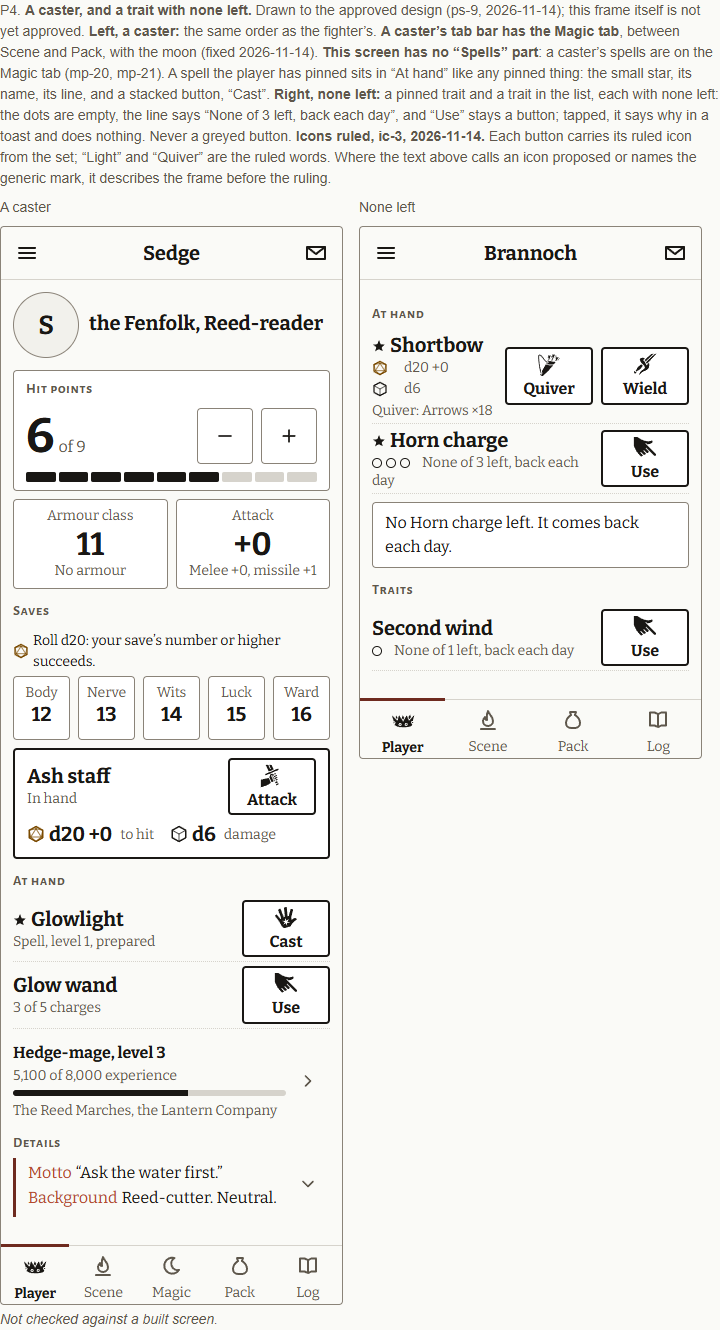 P4. A caster, and a trait with none left. Drawn to the approved design (ps-9, 2026-11-14); this frame itself is not
yet approved. Left, a caster: the same order as the fighter's. A caster's tab bar has the Magic tab, between
Scene and Pack, with the moon (fixed 2026-11-14). This screen has no “Spells” part: a caster's spells are on the
Magic tab (mp-20, mp-21). A spell the player has pinned sits in “At hand” like any pinned thing: the small star, its
name, its line, and a stacked button, “Cast”. Right, none left: a pinned trait and a trait in the list, each with none left:
the dots are empty, the line says “None of 3 left, back each day”, and “Use” stays a button; tapped, it says why in a
toast and does nothing. Never a greyed button. Icons ruled, ic-3, 2026-11-14. Each button carries its ruled icon
from the set; “Light” and “Quiver” are the ruled words. Where the text above calls an icon proposed or names the
generic mark, it describes the frame before the ruling.
A caster
Sedge
S
the Fenfolk, Reed-reader
Hit points
6 of 9
− +
Armour class
11
No armour
Attack
+0
Melee +0, missile +1
Saves
Roll d20: your save's number or higher
succeeds.
Body Nerve Wits Luck Ward
12 13 14 15 16
Ash staff
In hand
Attack
d20 +0 to hit d6 damage
At hand
★ Glowlight
Spell, level 1, prepared
Cast
Glow wand
3 of 5 charges
Use
Hedge-mage, level 3
5,100 of 8,000 experience
The Reed Marches, the Lantern Company
Details
Motto “Ask the water first.”
Background Reed-cutter. Neutral.
Player Scene Magic Pack Log
None left
Brannoch
At hand
★ Shortbow
d20 +0
d6
Quiver: Arrows ×18
Quiver Wield
★ Horn charge
None of 3 left, back each
day
Use
No Horn charge left. It comes back
each day.
Traits
Second wind
None of 1 left, back each day
Use
Player Scene Pack Log
Not checked against a built screen.